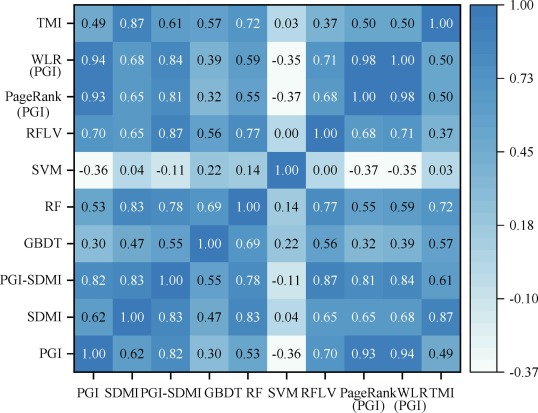 TMI 0.49 0.87 0.61 0.57 0.72 0.03 0.37 0.50 0.50 1.00
WLR
(PGI) 0.94 0.68 0.84 0.39 0.59 -0.35 0.71 0.98 1.00 0.50
PageRank
(PGI) 0.93 0.65 0.81 0.32 0.55 -0.37 0.68 1.00 0.98 0.50
RFLV 0.70 0.65 0.87 0.56 0.77 0.00 1.00 0.68 0.71 0.37
SVM -0.36 0.04 -0.11 0.22 0.14 1.00 0.00 -0.37 -0.35 0.03
RF 0.53 0.83 0.78 0.69 1.00 0.14 0.77 0.55 0.59 0.72
GBDT 0.30 0.47 0.55 1.00 0.69 0.22 0.56 0.32 0.39 0.57
PGI-SDMI 0.82 0.83 1.00 0.55 0.78 -0.11 0.87 0.81 0.84 0.61
SDMI 0.62 1.00 0.83 0.47 0.83 0.04 0.65 0.65 0.68 0.87
PGI 1.00 0.62 0.82 0.30 0.53 -0.36 0.70 0.93 0.94 0.49
PGI SDMI PGI-SDMI GBDT RF SVM RFLV PageRank WLR TMI
(PGI) (PGI)
1.00
0.73
0.45
0.18
-0.10
-0.37